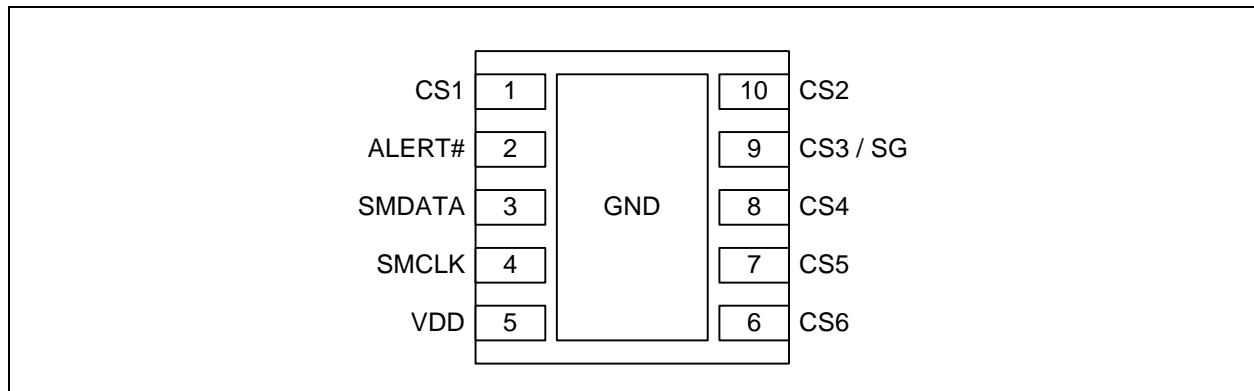 CS1 1 10 CS2
ALERT# 2 9 CS3 / SG
SMDATA 3 GND 8 CS4
SMCLK 4 7 CS5
VDD 5 6 CS6